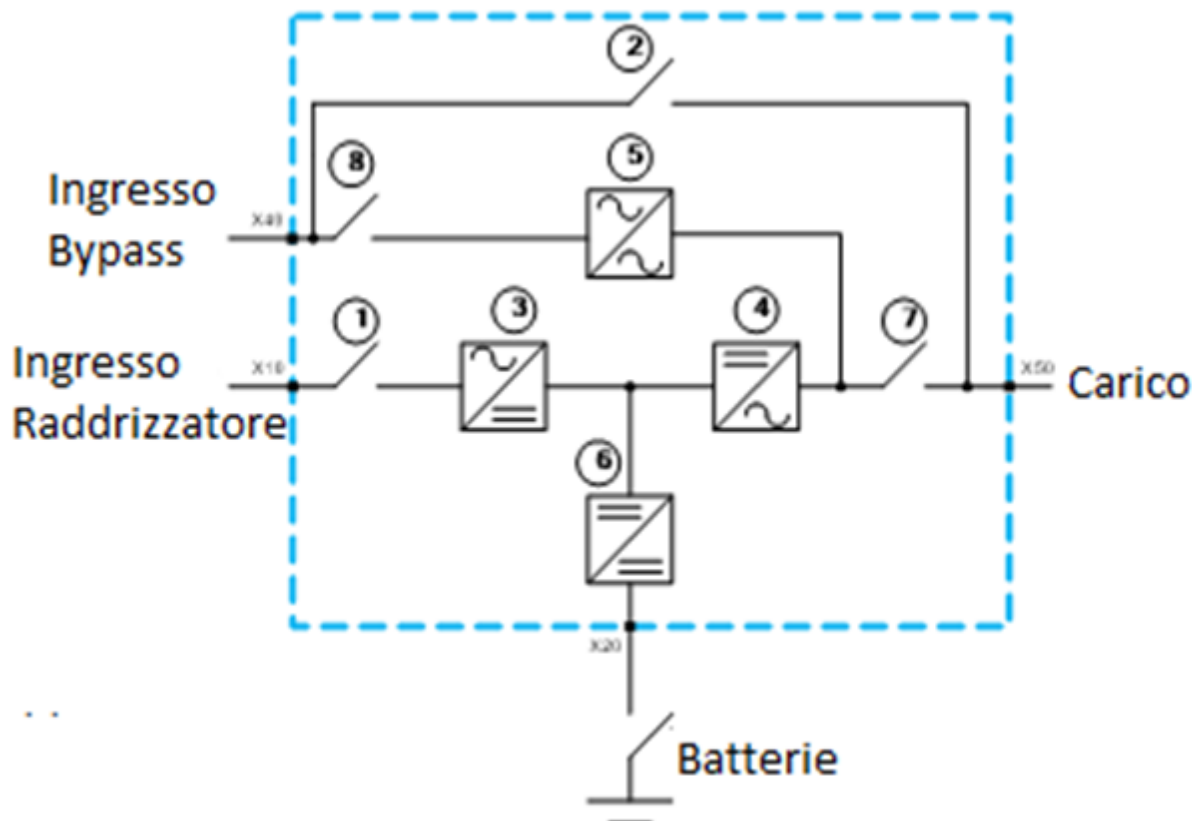 2
8
5
Ingresso
Bypass
X40
1
3
4
7
Ingresso
Raddrizzatore
X10
X50
Carico
6
X20
Batterie